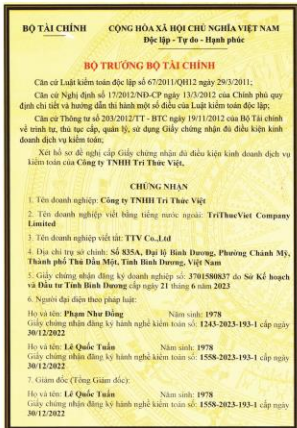 BỘ TÀI CHÍNH
CỘNG HÒA XÃ HỘI CHỦ NGHĨA VIỆT NAM
Độc lập - Tự do - Hạnh phúc
BỘ TRƯỞNG BỘ TÀI CHÍNH
Căn cứ Luật kiểm toán độc lập số 67/2011/QH12 ngày 29/3/2011;
Căn cứ Nghị định số 17/2012/NĐ-CP ngày 13/3/2012 của Chính phủ quy
định chi tiết và hướng dẫn thi hành một số điều của Luật kiểm toán độc lập;
Căn cứ Thông tư số 203/2012/TT - BTC ngày 19/11/2012 của Bộ Tài chính
về trình tự, thủ tục cấp, quản lý, sử dụng Giấy chứng nhận đủ điều kiện kinh
doanh dịch vụ kiểm toán;
Xét hồ sơ đề nghị cấp Giấy chứng nhận đủ điều kiện kinh doanh dịch vụ
kiểm toán của Công ty TNHH Tri Thức Việt,
CHỨNG NHẬN
1. Tên doanh nghiệp: Công ty TNHH Tri Thức Việt
2. Tên doanh nghiệp viết bằng tiếng nước ngoài: TriThucViet Company
Limited
3. Tên doanh nghiệp viết tắt: TTV Co.,Ltd
4. Địa chỉ trụ sở chính: Số 835A, Đại lộ Bình Dương, Phường Chánh Mỹ,
Thành phố Thủ Dầu Một, Tỉnh Bình Dương, Việt Nam
5. Giấy chứng nhận đăng ký doanh nghiệp số: 3701580837 do Sở Kế hoạch
và Đầu tư Tỉnh Bình Dương cấp ngày 21 tháng 6 năm 2023
6. Người đại diện theo pháp luật:
Họ và tên: Phạm Như Đồng Năm sinh: 1978
Giấy chứng nhận đăng ký hành nghề kiểm toán số: 1243-2023-193-1 cấp ngày
30/12/2022
Họ và tên: Lê Quốc Tuấn Năm sinh: 1978
Giấy chứng nhận đăng ký hành nghề kiểm toán số: 1558-2023-193-1 cấp ngày
30/12/2022
7. Giám đốc (Tổng Giám đốc):
Họ và tên: Lê Quốc Tuấn Năm sinh: 1978
Giấy chứng nhận đăng ký hành nghề kiểm toán số: 1558-2023-193-1 cấp ngày
30/12/2022